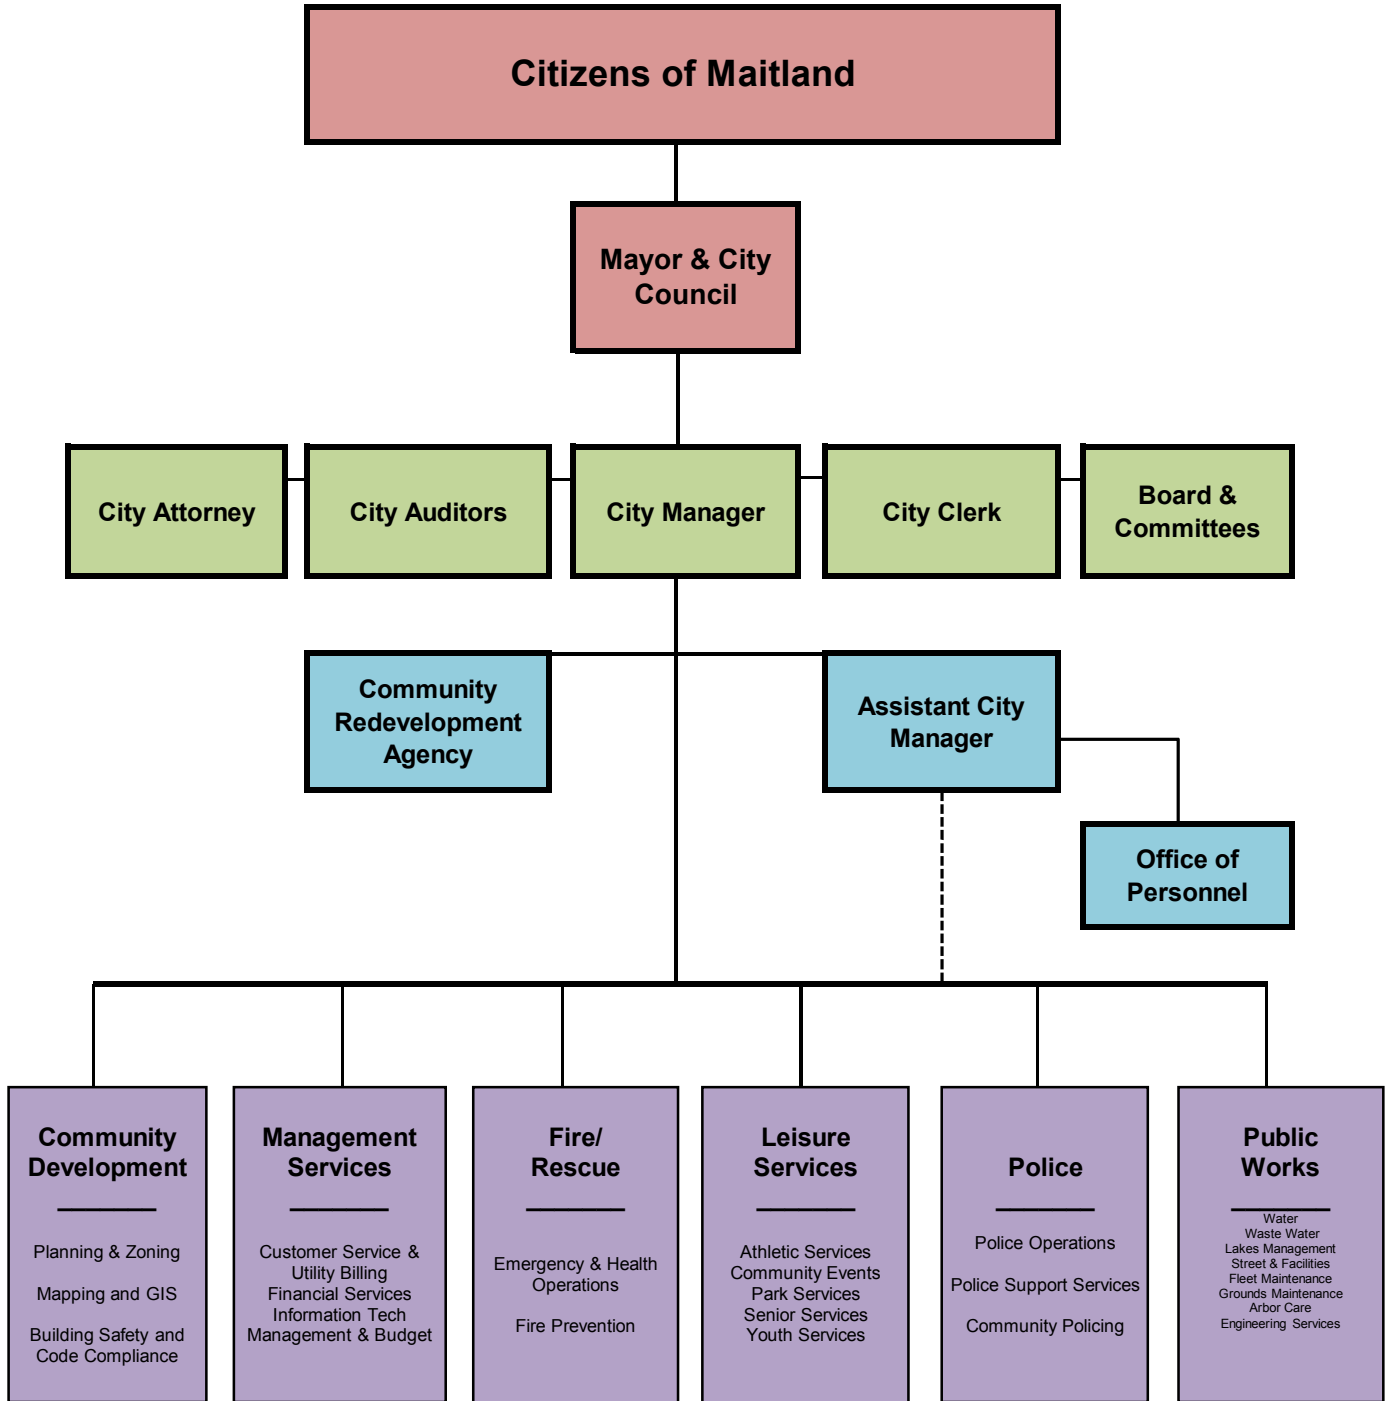 Citizens of Maitland
Mayor & City
Council
City Attorney
City Auditors
City Manager
City Clerk
Board &
Committees
Community
Redevelopment
Agency
Assistant City
Manager
Office of
Personnel
Community
Development
Planning & Zoning
Mapping and GIS
Building Safety and
Code Compliance
Management
Services
Customer Service &
Utility Billing
Financial Services
Information Tech
Management & Budget
Fire/
Rescue
Emergency & Health
Operations
Fire Prevention
Leisure
Services
Athletic Services
Community Events
Park Services
Senior Services
Youth Services
Police
Police Operations
Police Support Services
Community Policing
Public
Works
Water
Waste Water
Lakes Management
Street & Facilities
Fleet Maintenance
Grounds Maintenance
Arbor Care
Engineering Services